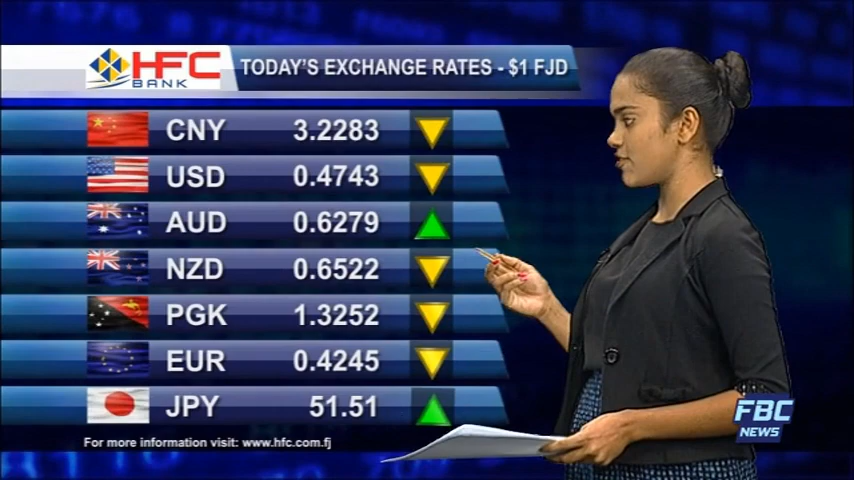 HFC
BANK
TODAY'S EXCHANGE RATES - $1 FJD
CNY 3.2283
USD 0.4743
AUD 0.6279
NZD 0.6522
PGK 1.3252
EUR 0.4245
JPY 51.51
For more information visit: www.hfc.com.fj
FBC
NEWS